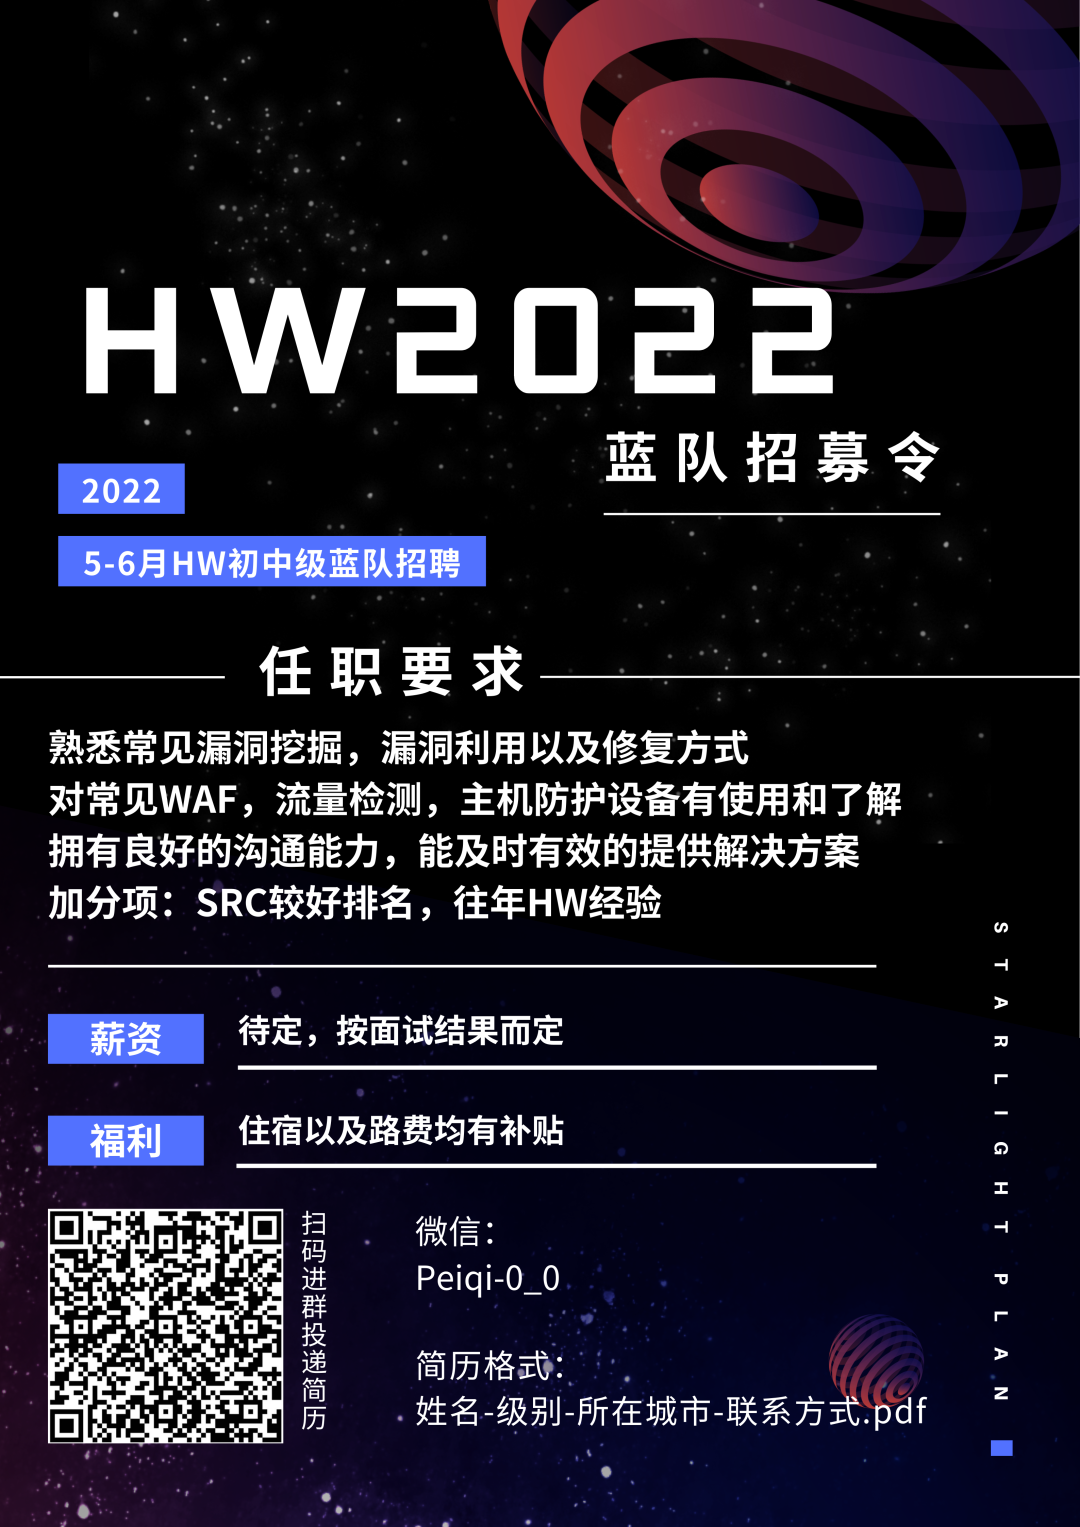 HW2022
蓝队招募令
2022
5-6月HW初中级蓝队招聘
任职要求
熟悉常见漏洞挖掘，漏洞利用以及修复方式
对常见WAF，流量检测，主机防护设备有使用和了解
拥有良好的沟通能力，能及时有效的提供解决方案
加分项：SRC较好排名，往年HW经验
薪资
待定，按面试结果而定
福利
住宿以及路费均有补贴
扫码进群投递简历
微信：
Peiqi-0_0
简历格式：
姓名-级别-所在城市-联系方式.pdf
STARLIGHT PLAN